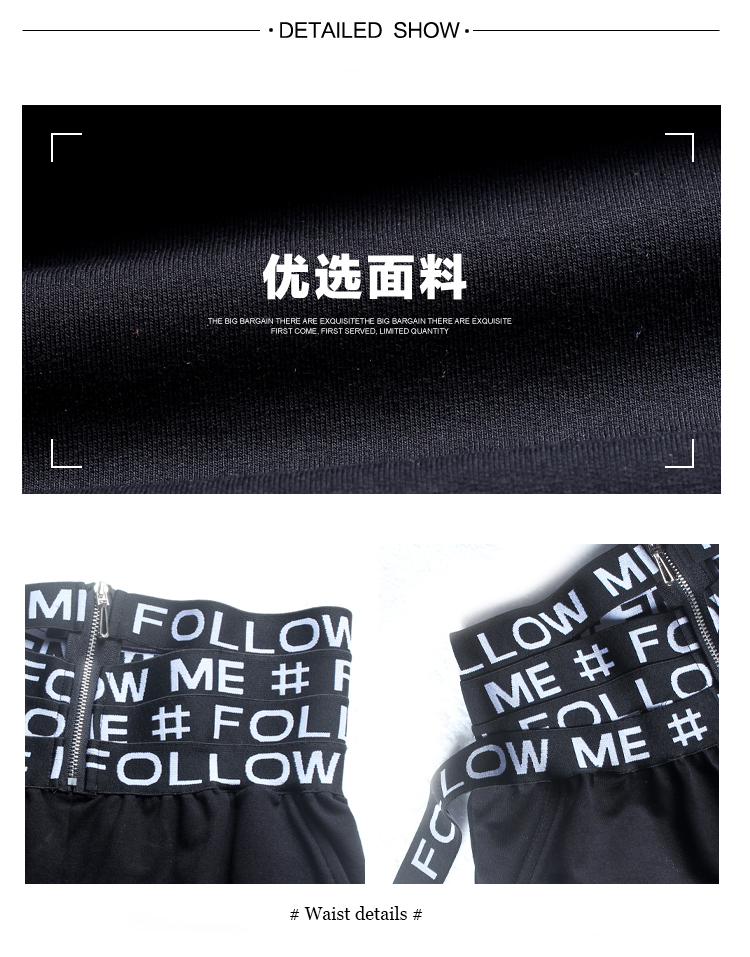 • DETAILED SHOW •
优选面料
THE BIG BARGAIN THERE ARE EXQUISITETHE BIG BARGAIN THERE ARE EXQUISITE
FIRST COME, FIRST SERVED, LIMITED QUANTITY
MI FOLLOW
FO OW ME # F
O ME # FOLL
FOLLOW
LLOW MI
ME # FO
FOLLO
FOLLOW ME #
# Waist details #